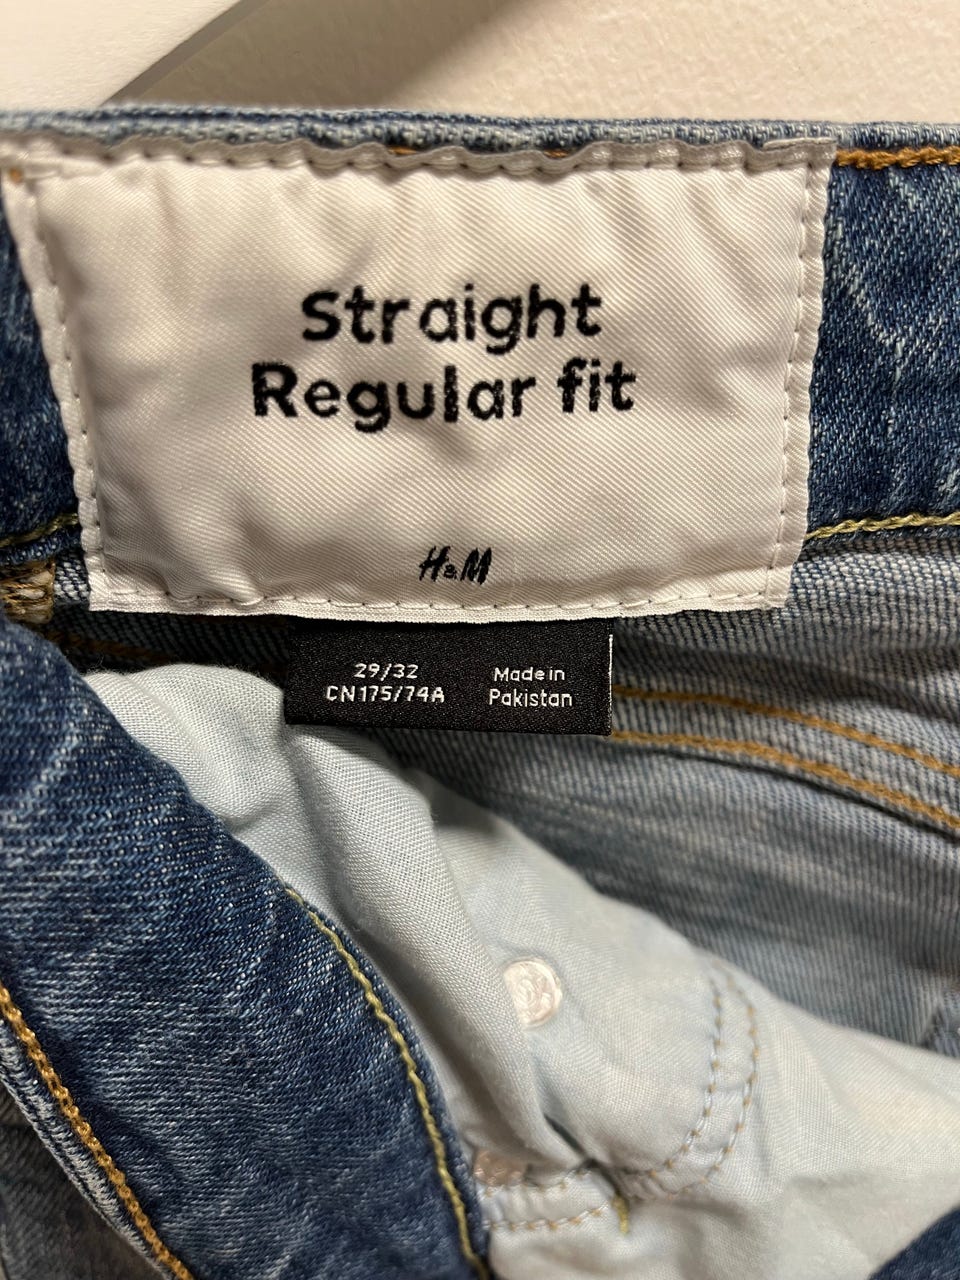 Straight
Regular fit
H&M
29/32
CN175/74A
Made in
Pakistan